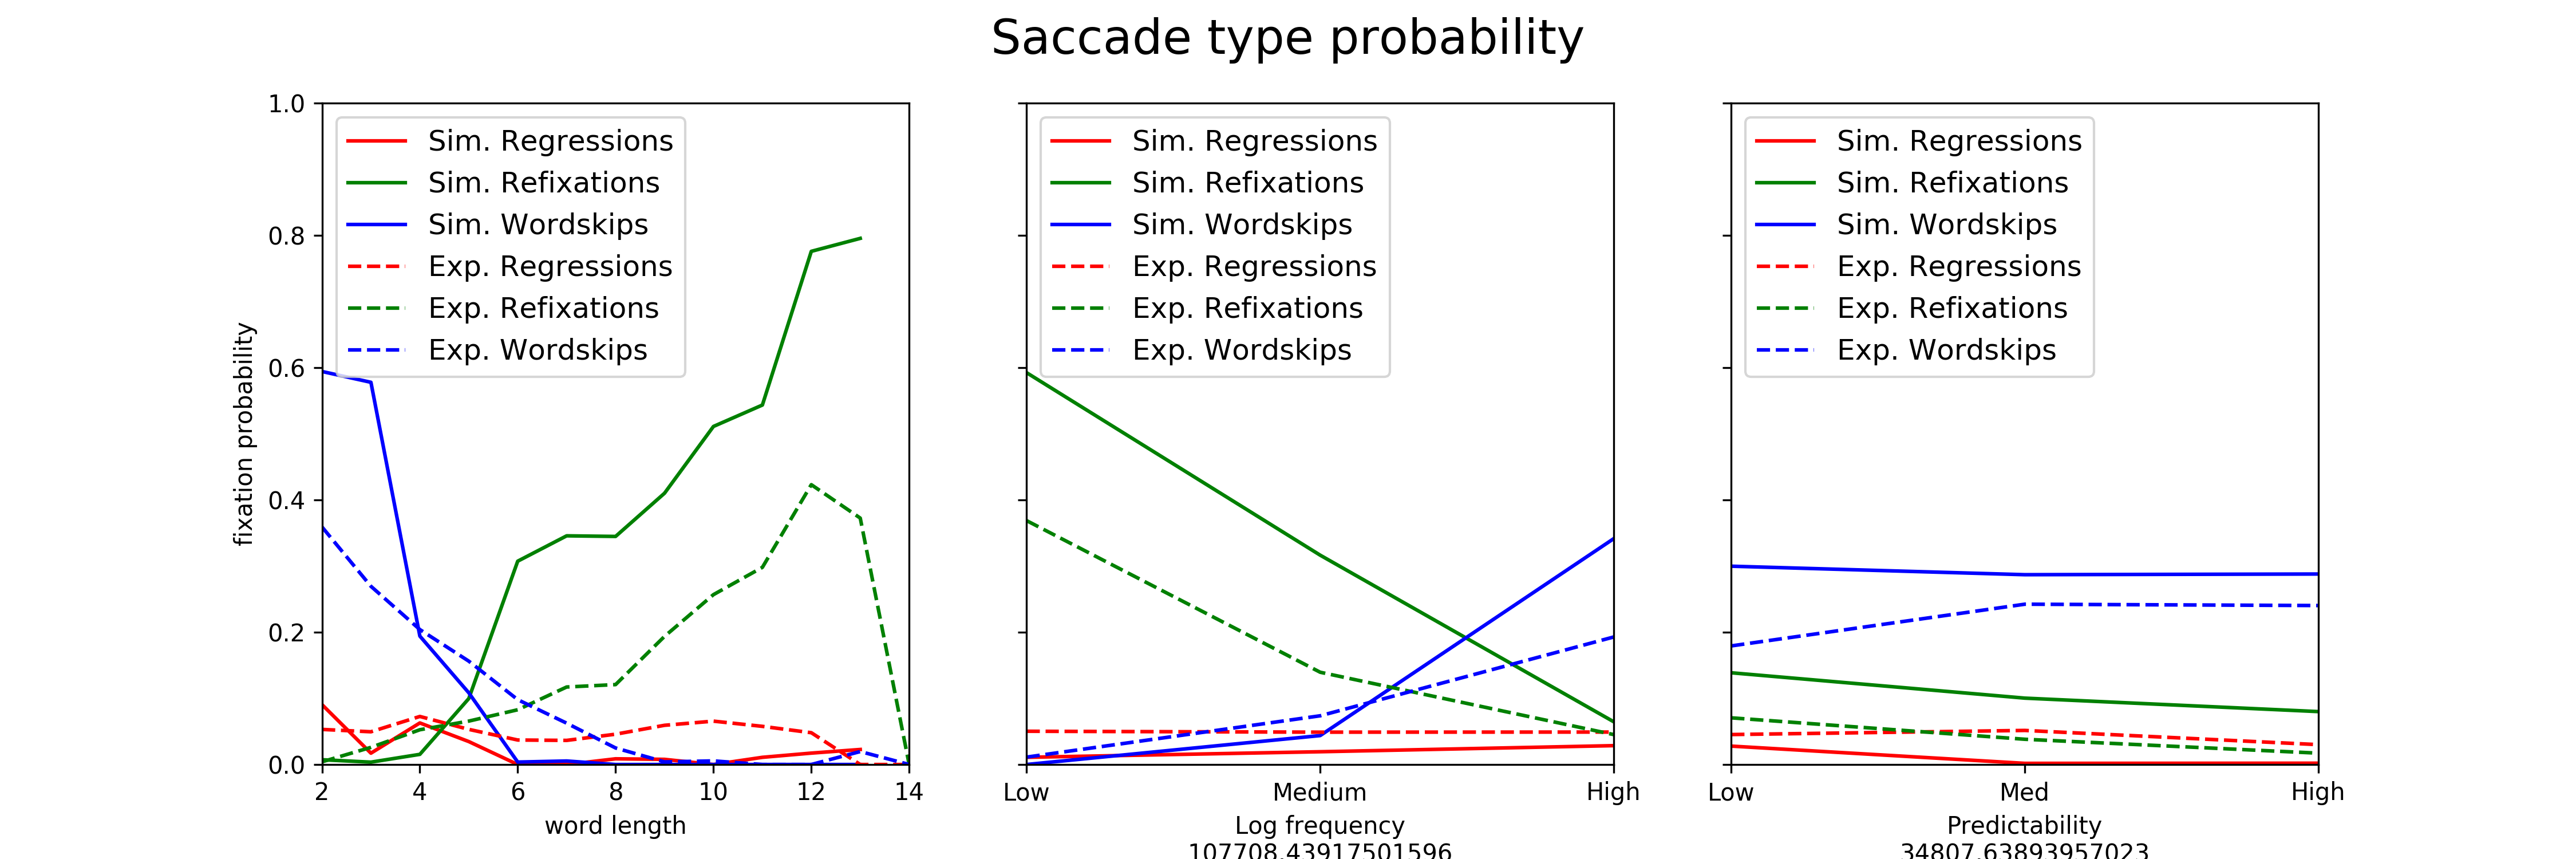 Saccade type probability
fixation probability
1.0
0.8
0.6
0.4
0.2
0.0
Sim. Regressions
Sim. Refixations
Sim. Wordskips
Exp. Regressions
Exp. Refixations
Exp. Wordskips
2 4 6 8 10 12 14
word length
Sim. Regressions
Sim. Refixations
Sim. Wordskips
Exp. Regressions
Exp. Refixations
Exp. Wordskips
Low Medium High
Log frequency
107708.43917501596
Sim. Regressions
Sim. Refixations
Sim. Wordskips
Exp. Regressions
Exp. Refixations
Exp. Wordskips
Low Med High
Predictability
34807.63893957023